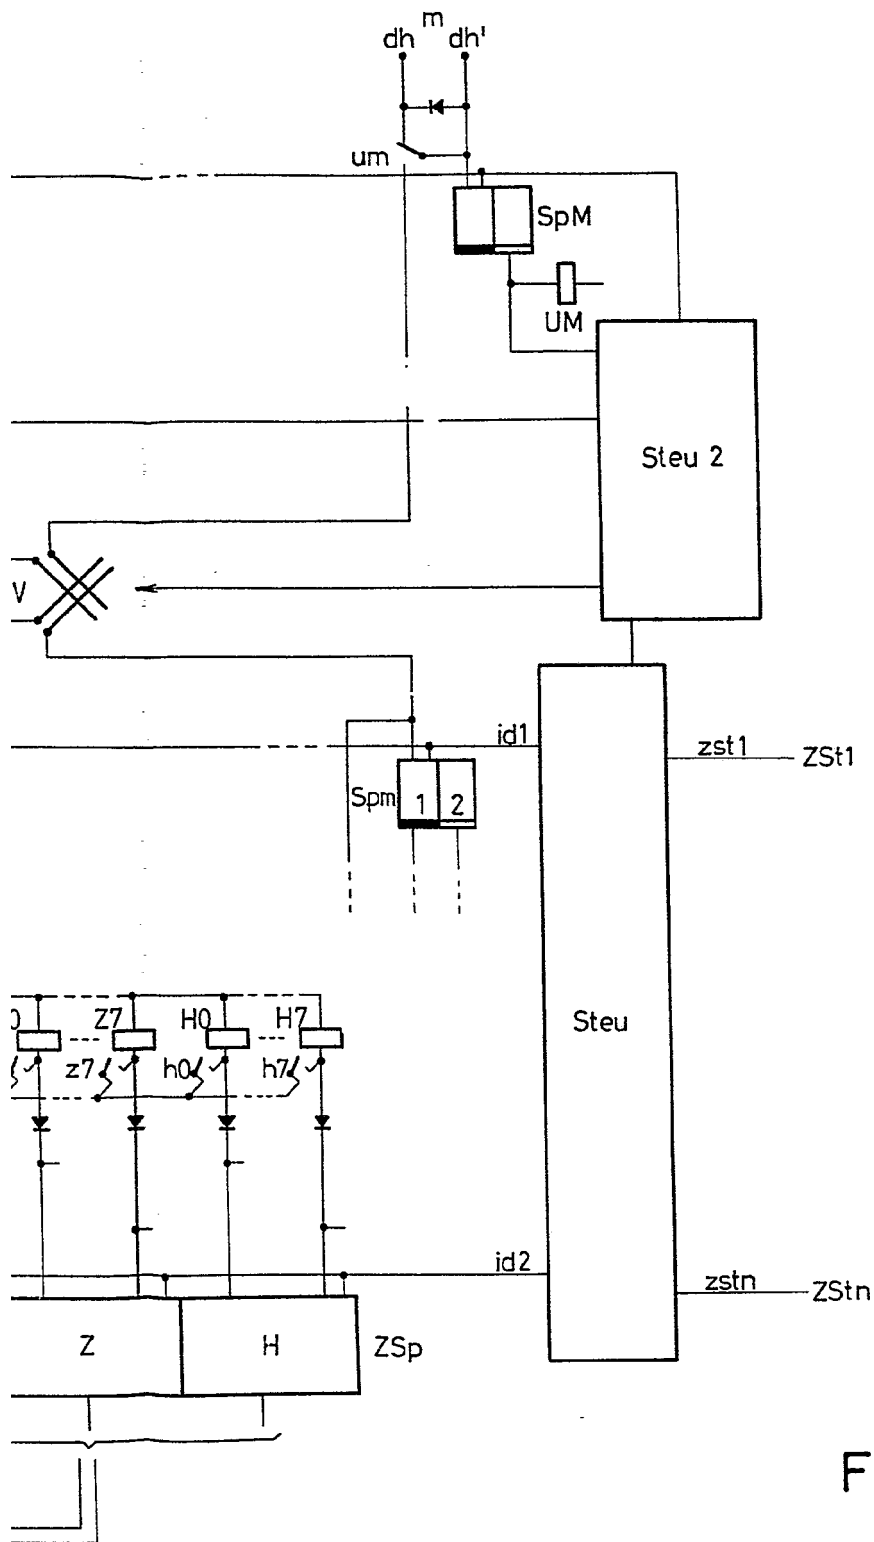 m
dh dh'
um
SpM
UM
Steu 2
V
id1
zst1 ZSt1
Spm 1 2
Z7 H0 H7
Steu
z7 h0 h7
id2
zstn ZStn
Z H ZSp
F